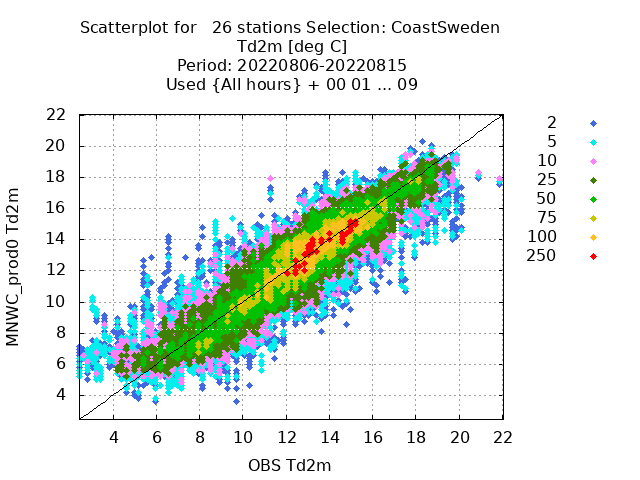 Scatterplot for   26 stations Selection: CoastSweden
Td2m [deg C]
Period: 20220806-20220815
Used {All hours} + 00 01 ... 09
22
20
18
16
14
12
10
8
6
4
MNWC_prod0 Td2m
4 6 8 10 12 14 16 18 20 22
OBS Td2m
2
5
10
25
50
75
100
250